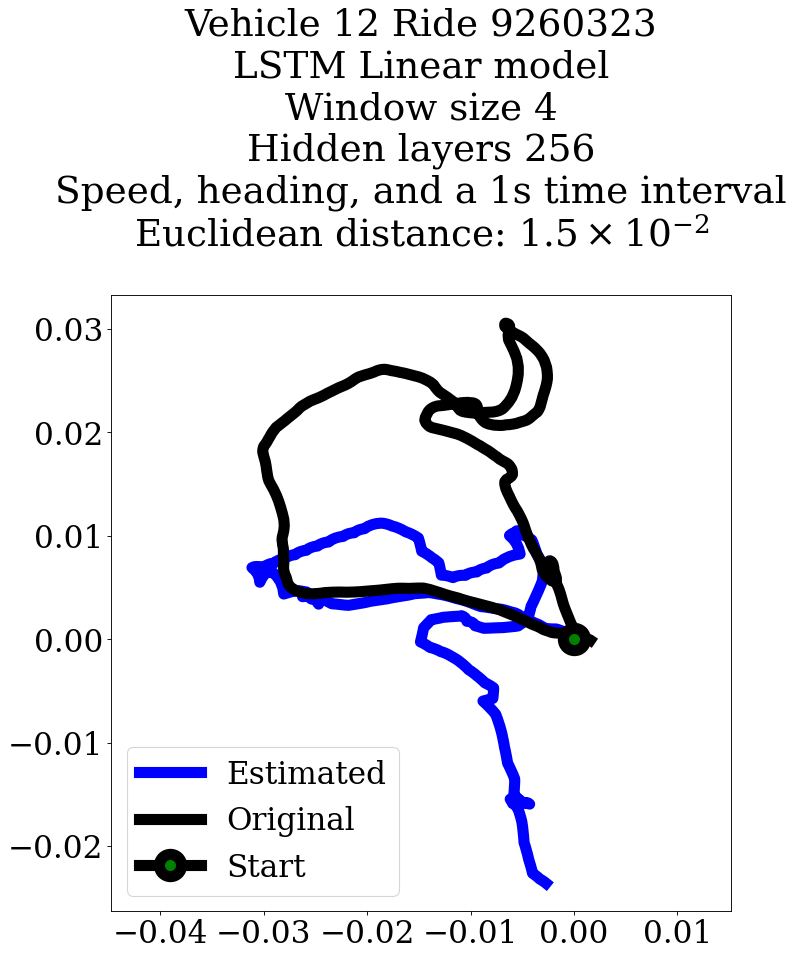 Vehicle 12 Ride 9260323
LSTM Linear model
Window size 4
Hidden layers 256
Speed, heading, and a 1s time interval
Euclidean distance: 1.5 × 10⁻²
0.03
0.02
0.01
0.00
−0.01
−0.02
Estimated
Original
Start
−0.04 −0.03 −0.02 −0.01 0.00 0.01